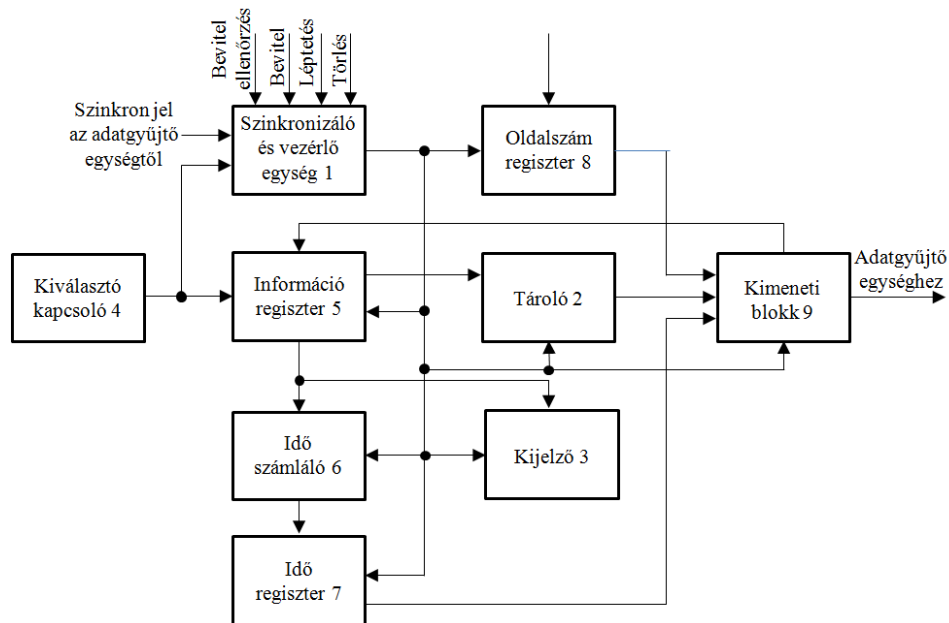 Bevitel
ellenőrzés
Bevitel
Léptetés
Törlés
Szinkron jel
az adatgyűjtő
egységtől
Szinkronizáló
és vezérlő
egység 1
Oldalszám
regiszter 8
Kiválasztó
kapcsoló 4
Információ
regiszter 5
Tároló 2
Kimeneti
blokk 9
Adatgyűjtő
egységhez
Idő
számláló 6
Kijelző 3
Idő
regiszter 7